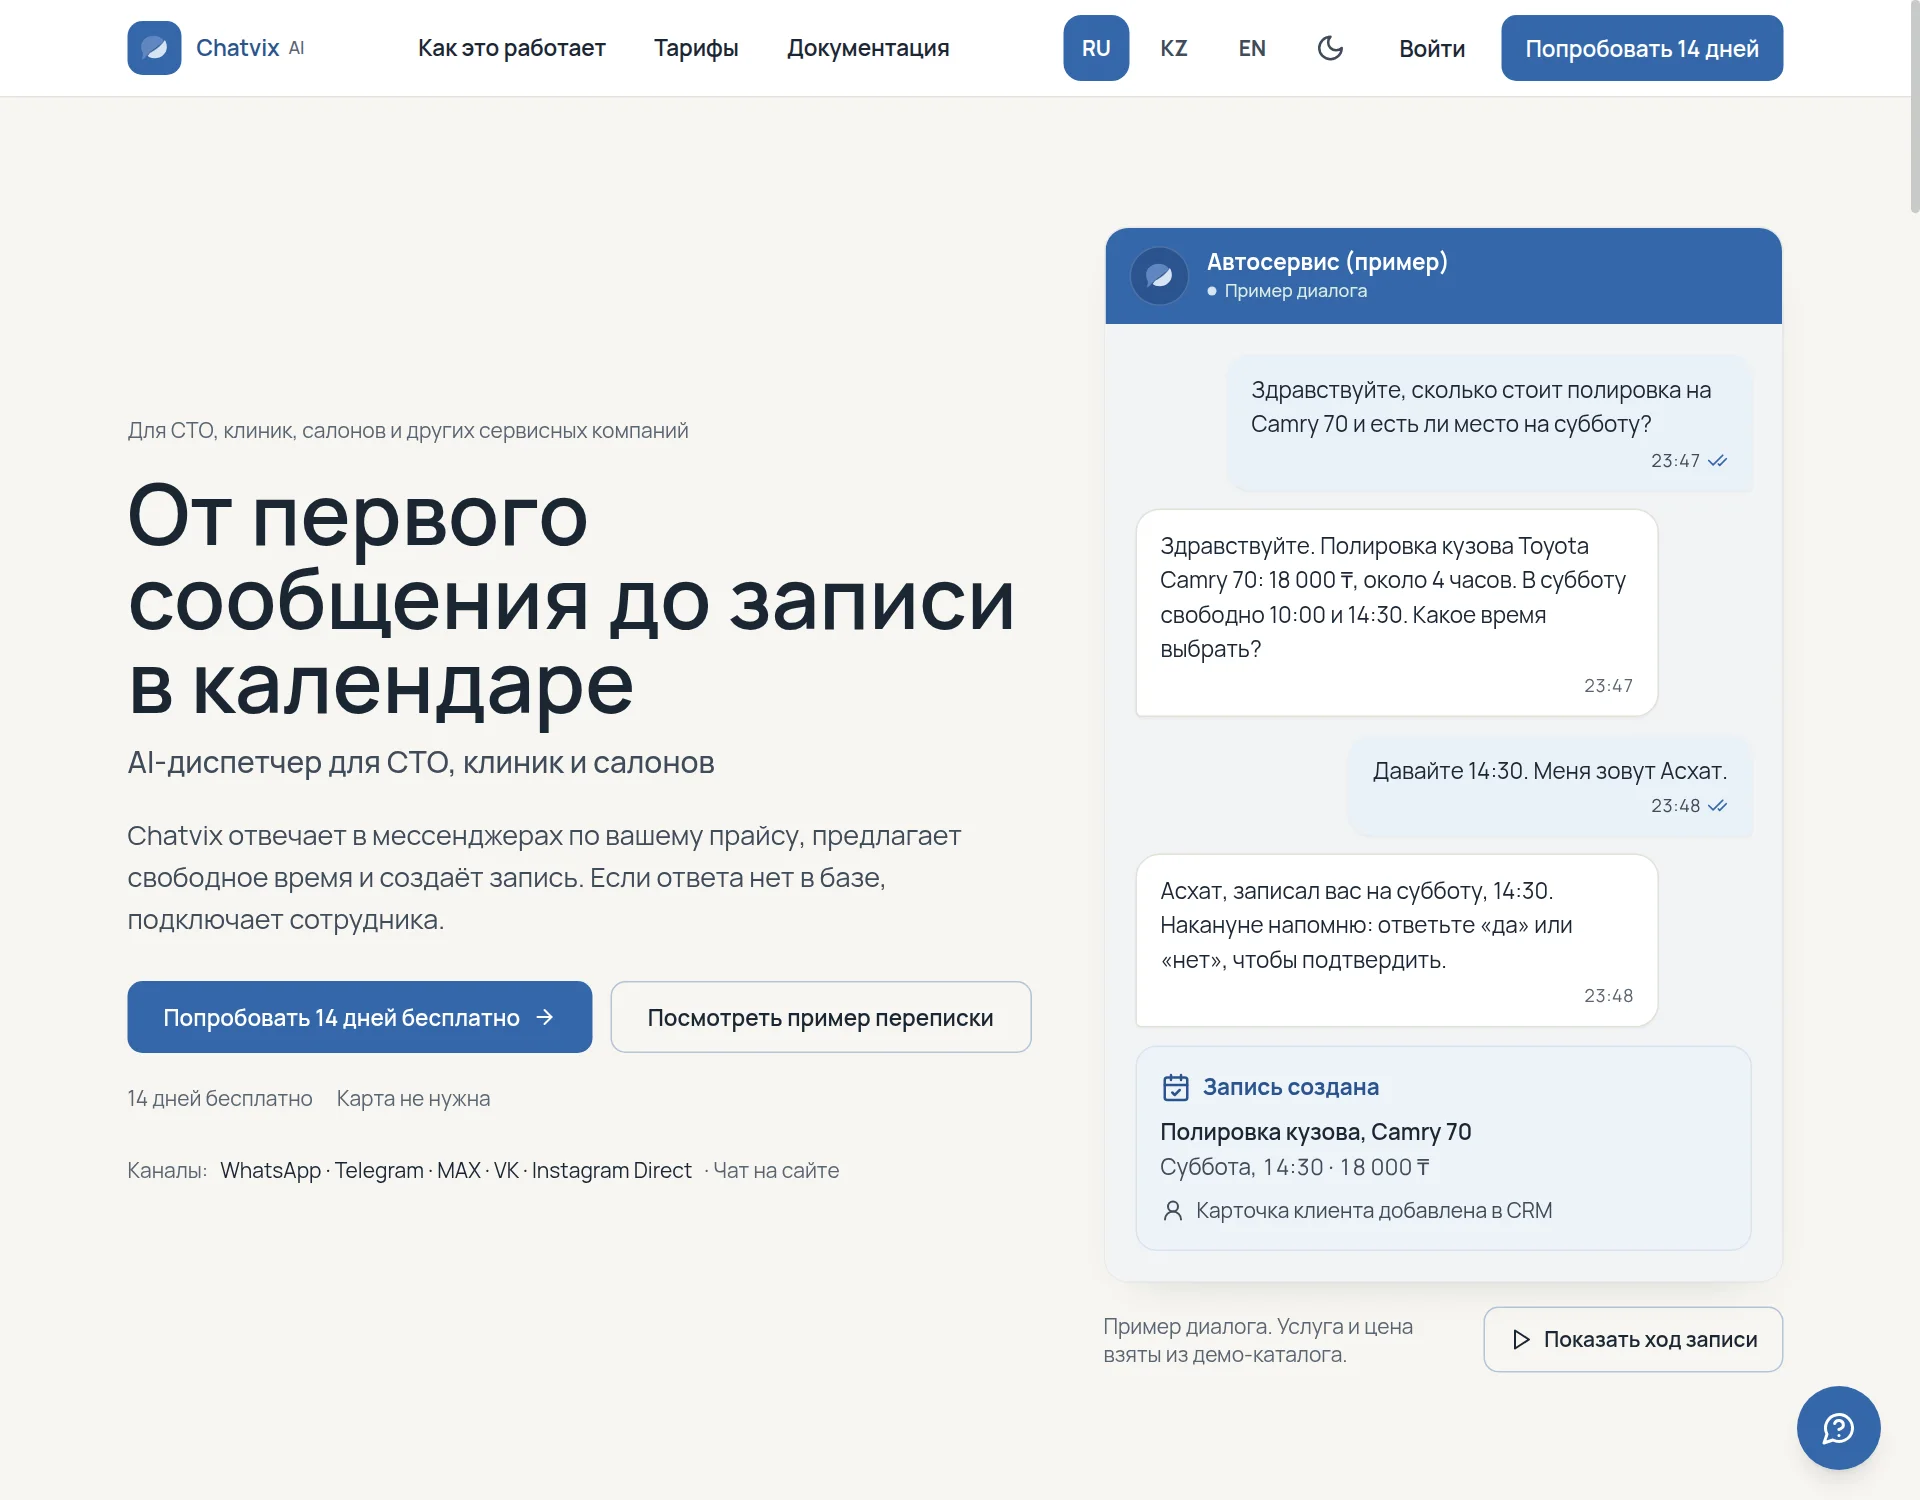 Chatvix AI
Как это работает
Тарифы
Документация
RU
KZ
EN
Войти
Попробовать 14 дней
Для СТО, клиник, салонов и других сервисных компаний
От первого
сообщения до записи
в календаре
AI-диспетчер для СТО, клиник и салонов
Chatvix отвечает в мессенджерах по вашему прайсу, предлагает
свободное время и создаёт запись. Если ответа нет в базе,
подключает сотрудника.
Попробовать 14 дней бесплатно
Посмотреть пример переписки
14 дней бесплатно Карта не нужна
Каналы: WhatsApp · Telegram · MAX · VK · Instagram Direct · Чат на сайте
Автосервис (пример)
Пример диалога
Здравствуйте, сколько стоит полировка на
Camry 70 и есть ли место на субботу?
23:47
Здравствуйте. Полировка кузова Toyota
Camry 70: 18 000 ₸, около 4 часов. В субботу
свободно 10:00 и 14:30. Какое время
выбрать?
23:47
Давайте 14:30. Меня зовут Асхат.
23:48
Асхат, записал вас на субботу, 14:30.
Накануне напомню: ответьте «да» или
«нет», чтобы подтвердить.
23:48
Запись создана
Полировка кузова, Camry 70
Суббота, 14:30 · 18 000 ₸
Карточка клиента добавлена в CRM
Пример диалога. Услуга и цена
взяты из демо-каталога.
Показать ход записи